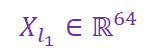 X_{l_1} ∈ ℝ^{64}